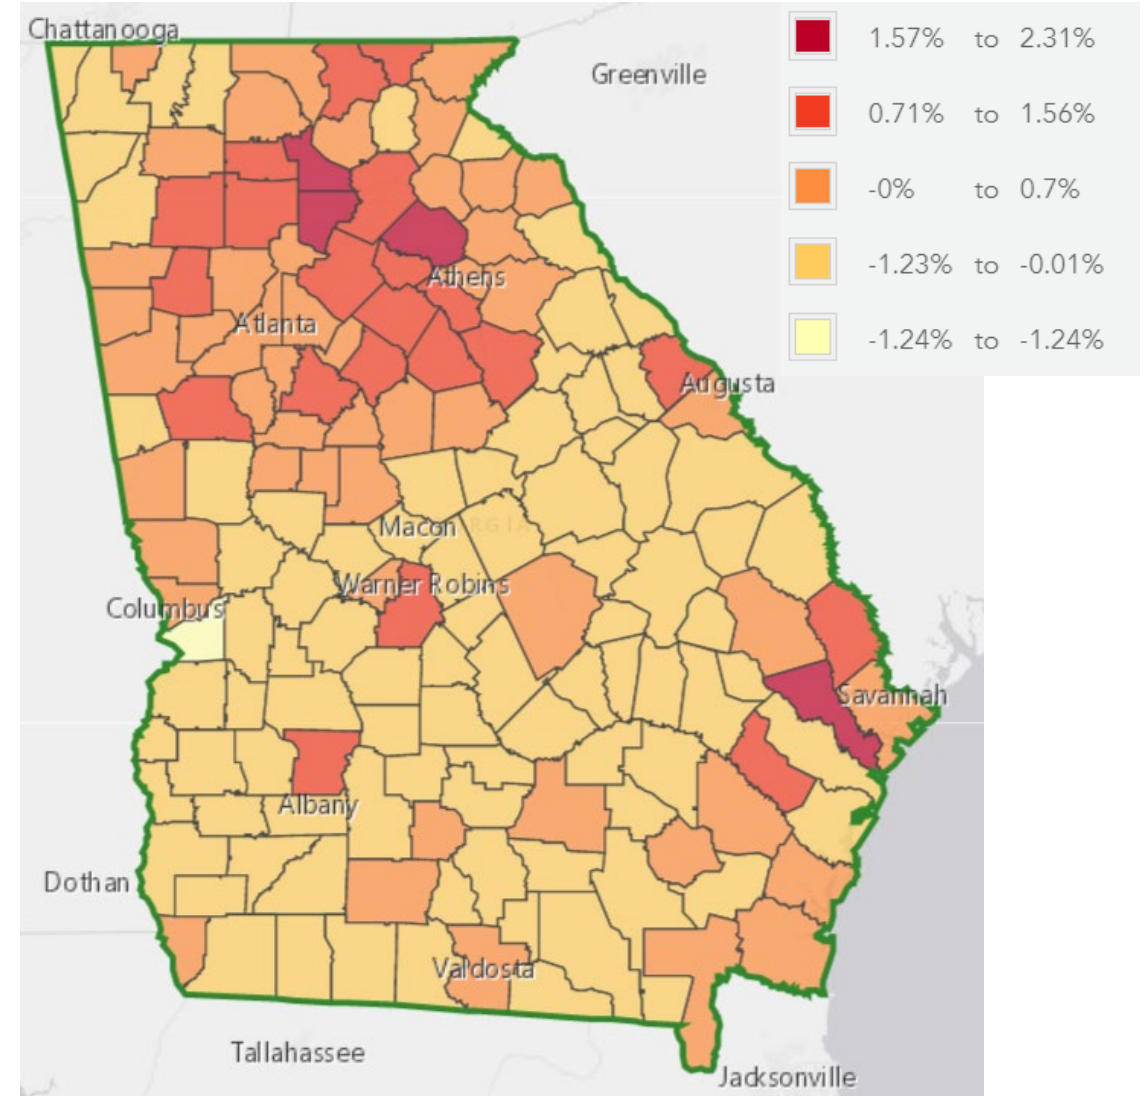 Chattanooga
Greenville
1.57% to 2.31%
0.71% to 1.56%
-0% to 0.7%
-1.23% to -0.01%
-1.24% to -1.24%
Athens
Atlanta
Augusta
Macon
Warner Robins
Columbus
Savannah
Albany
Dothan
Valdosta
Tallahassee
Jacksonville